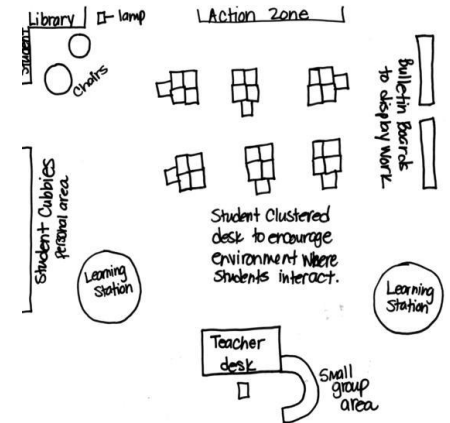 Library
lamp
Action Zone
Student
Chairs
Bulletin Boards
to display Work
Student Cubbies
personal area
Student Clustered
desk to encourage
environment where
students interact.
Learning
Station
Learning
Station
Teacher
desk
Small
group
area